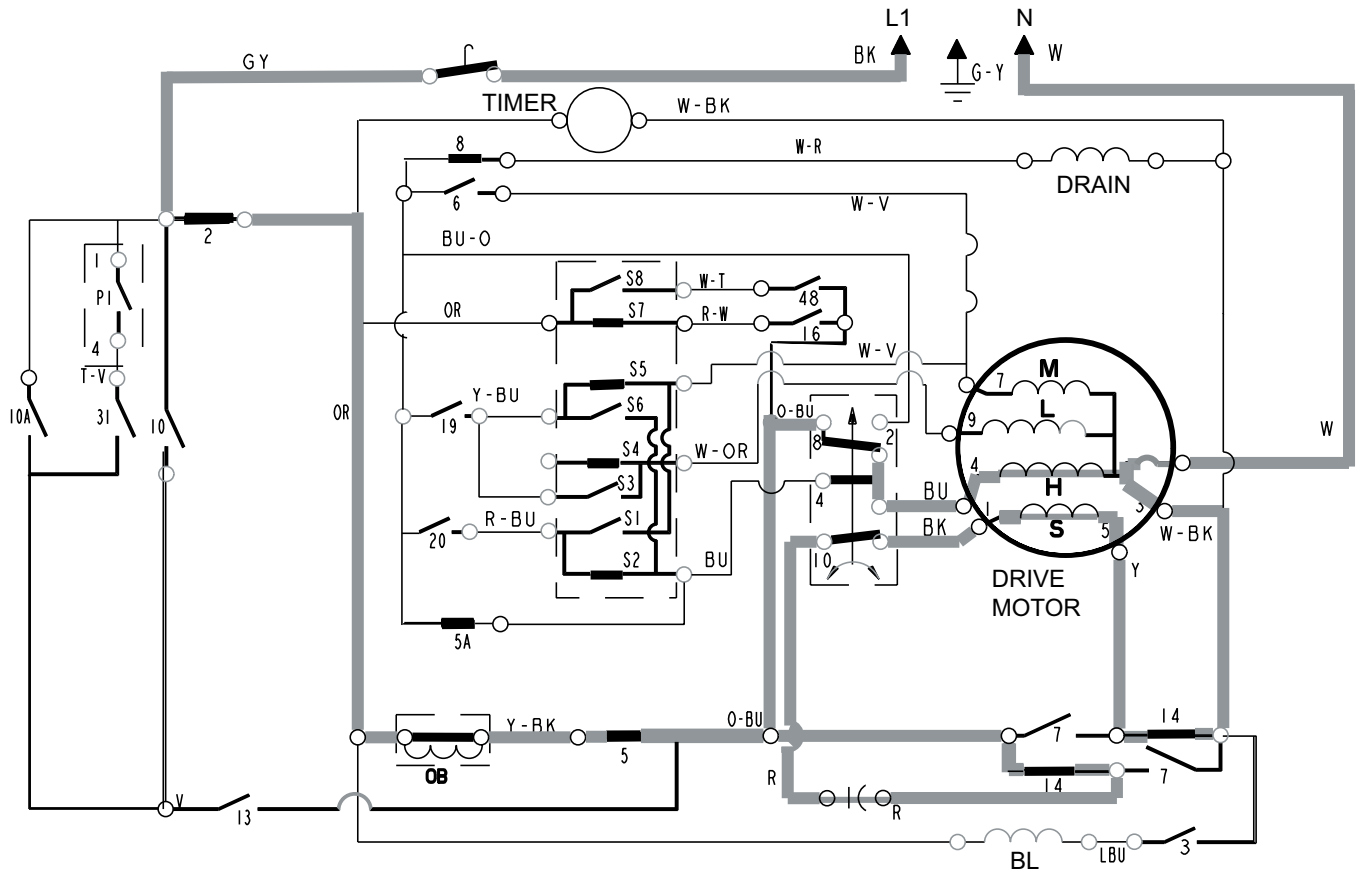 L1
N
GY
BK
G-Y
W
TIMER
W-BK
8
W-R
DRAIN
6
W-V
2
BU-O
1
P1
4
T-V
S8
W-T
48
OR
S7
R-W
16
W-V
S5
M
7
10A
31
10
OR
Y-BU
S6
O-BU
L
9
19
8
2
W
S4
W-OR
4
S3
4
H
BU
R-BU
S1
1
3
20
BK
S
5
W-BK
S2
BU
10
Y
DRIVE
MOTOR
5A
Y-BK
O-BU
14
5
7
OB
R
14
7
V
13
R
BL
LBU
3